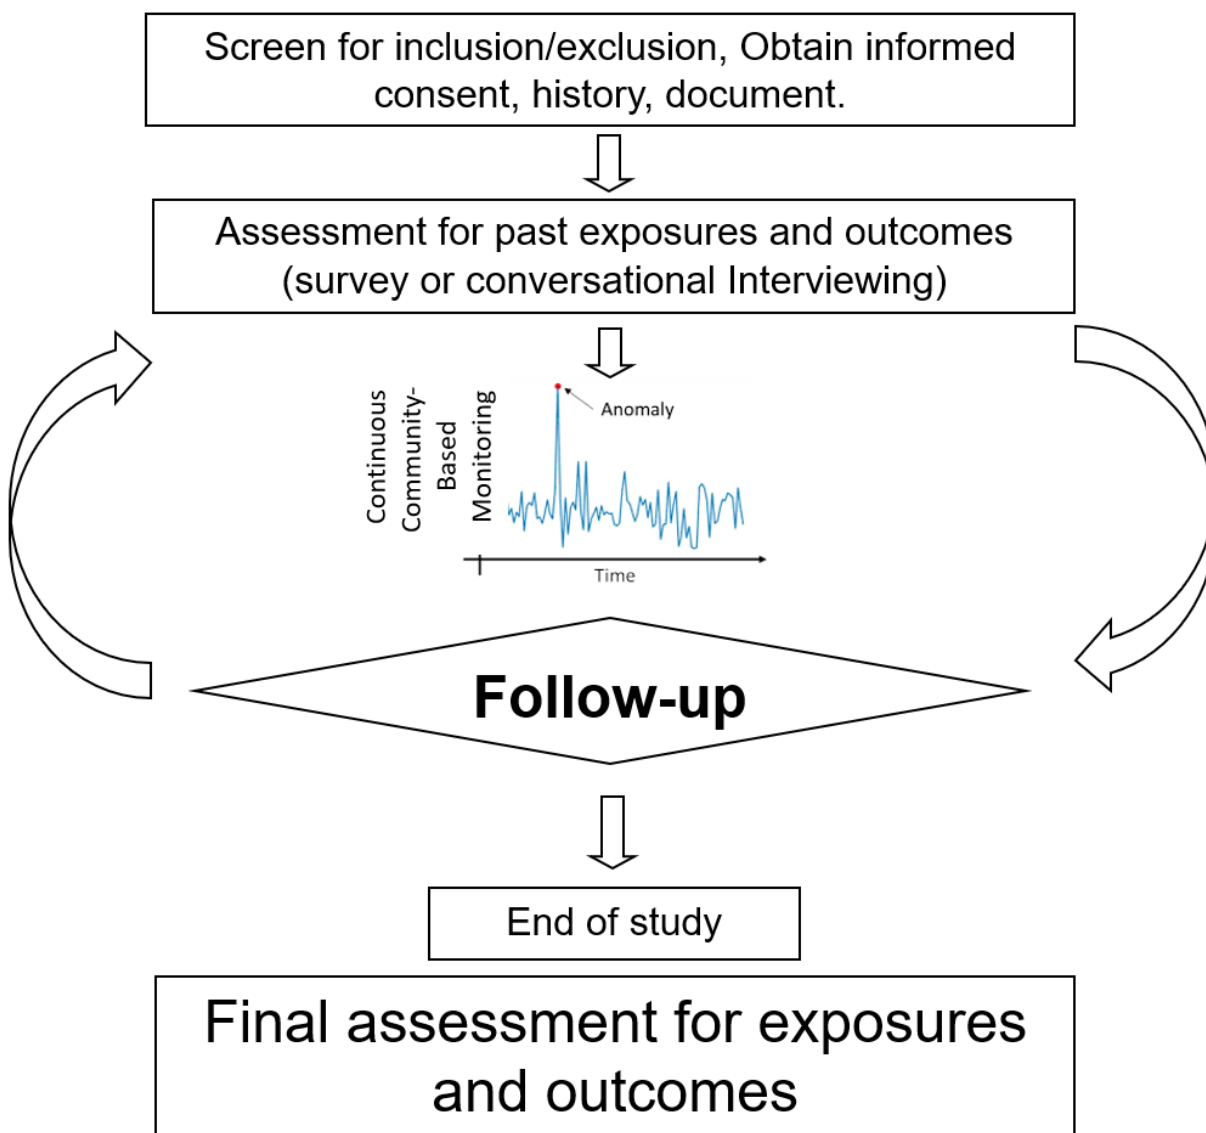 Screen for inclusion/exclusion, Obtain informed
consent, history, document.
Assessment for past exposures and outcomes
(survey or conversational Interviewing)
Continuous
Community-
Based
Monitoring
Anomaly
Time
Follow-up
End of study
Final assessment for exposures
and outcomes